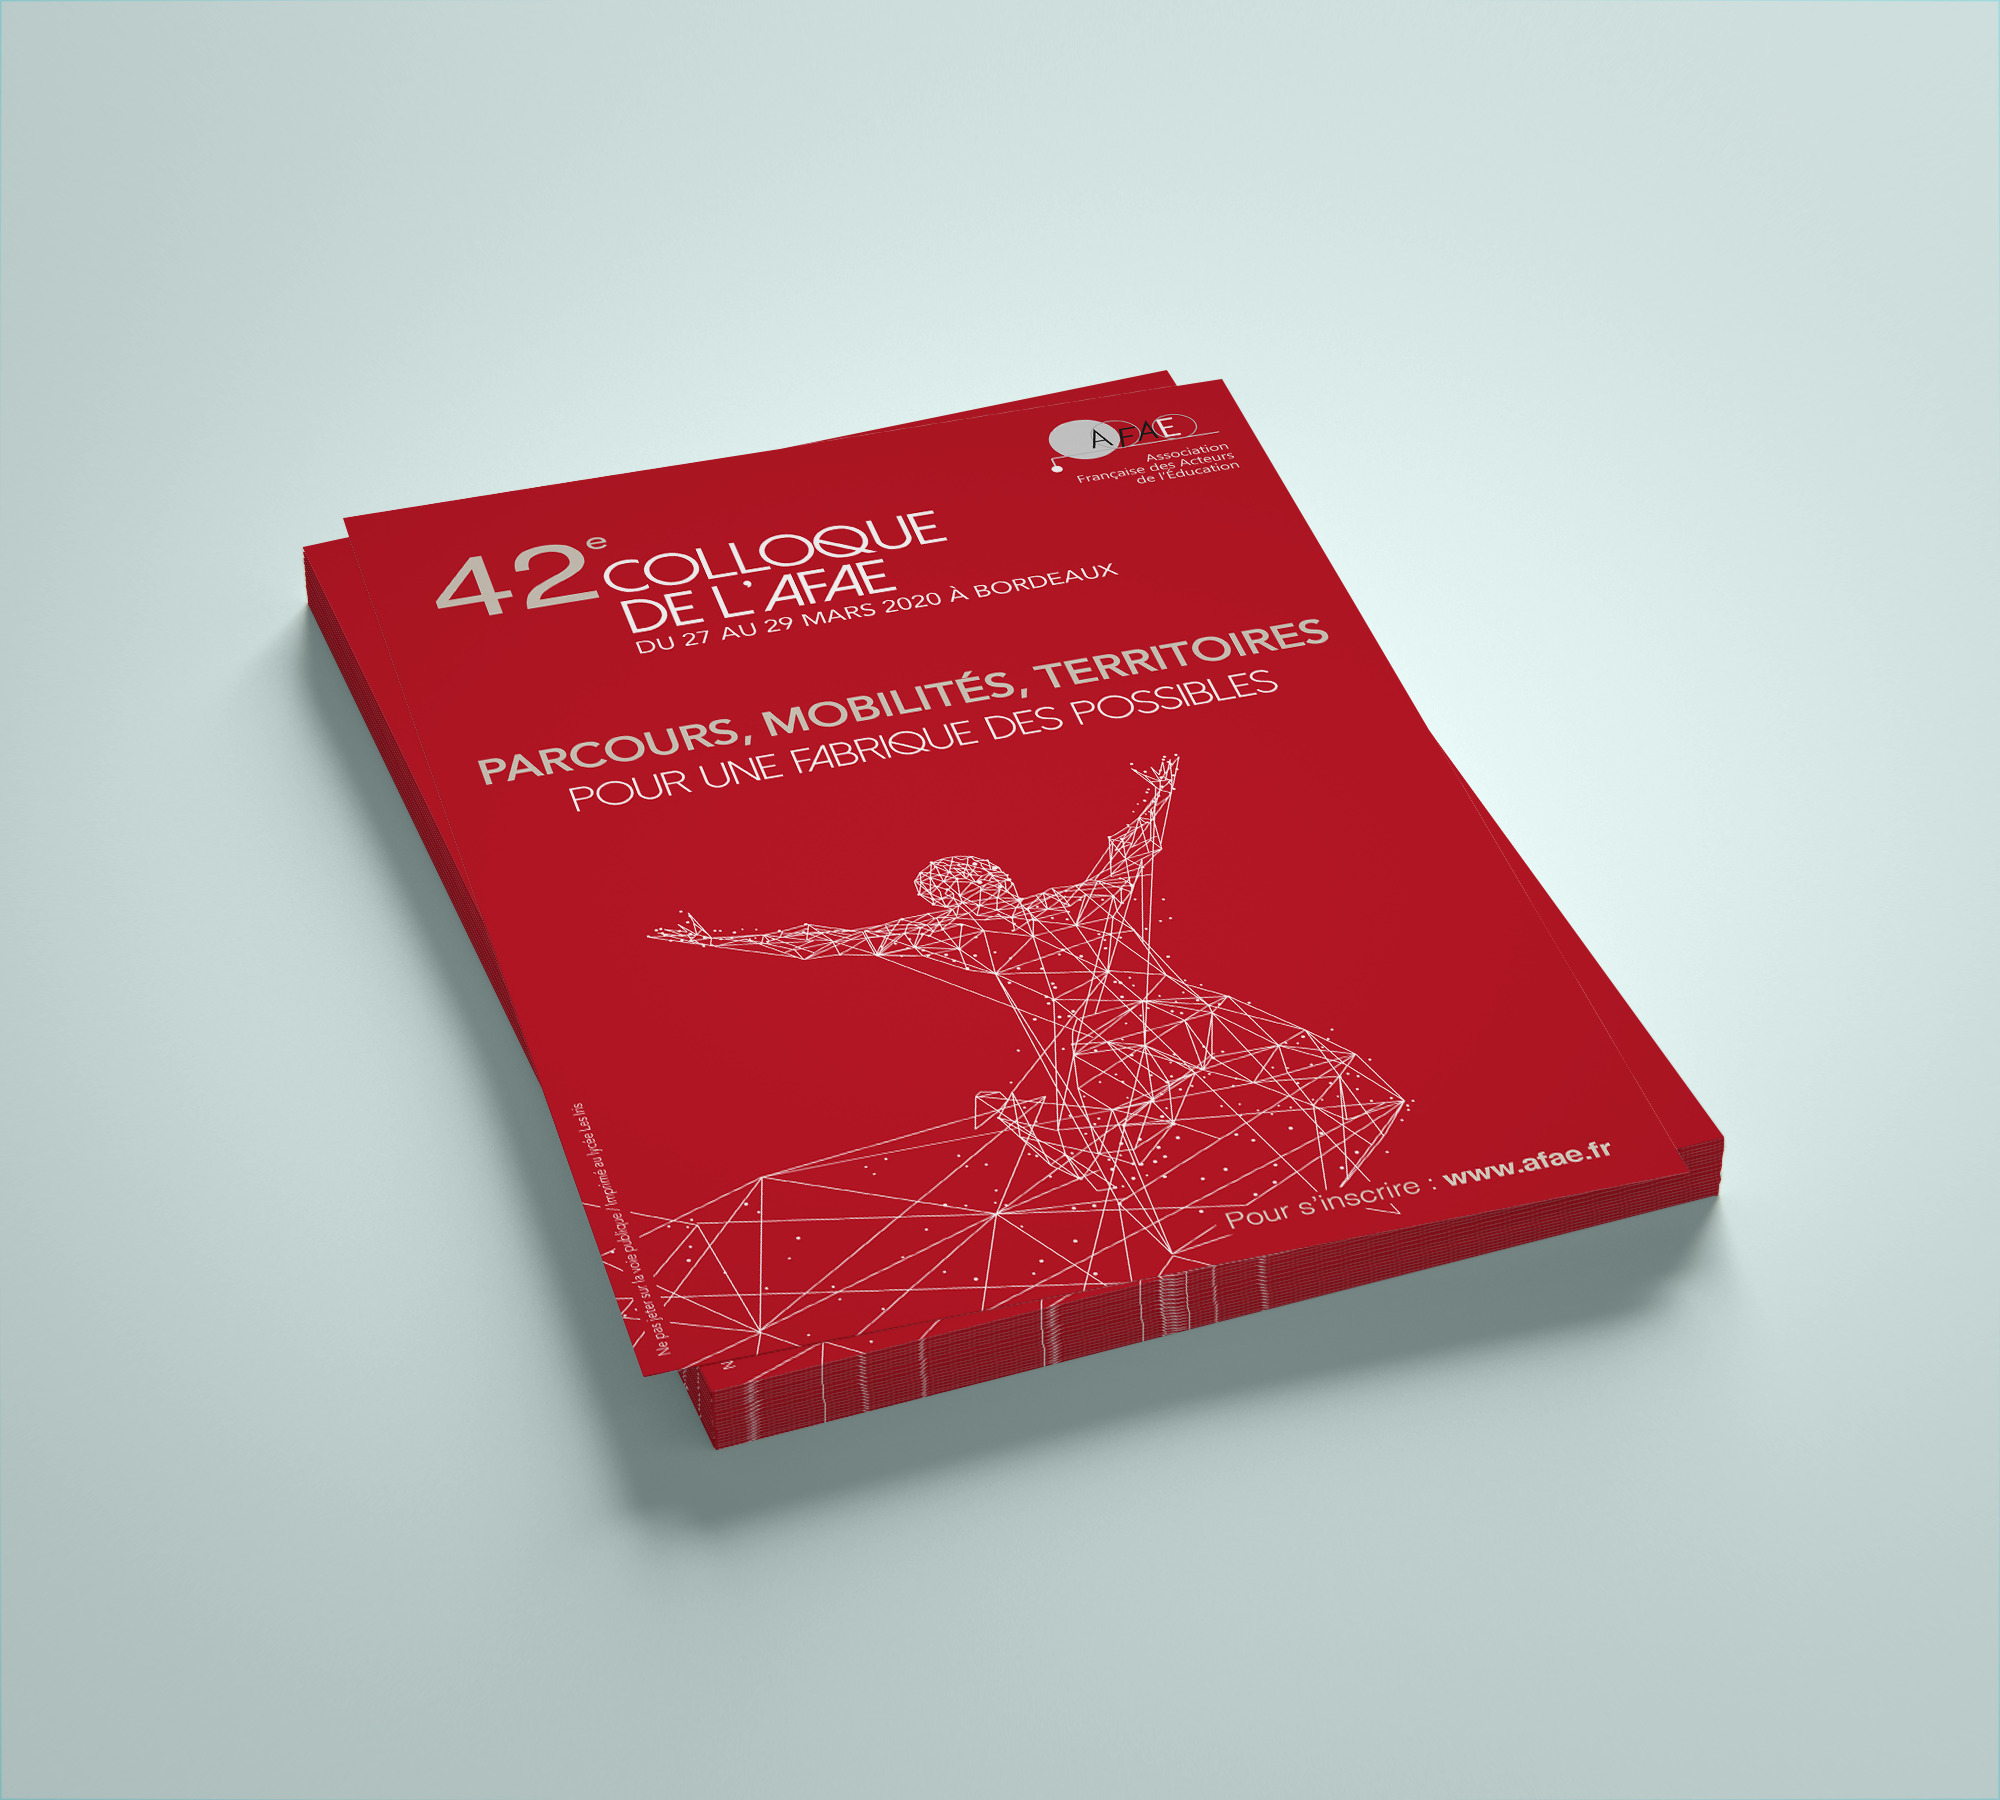 AFAE
Association
Française des Acteurs
de l'Éducation
42e COLLOQUE
DE L'AFAE
DU 27 AU 29 MARS 2020 À BORDEAUX
PARCOURS, MOBILITÉS, TERRITOIRES
POUR UNE FABRIQUE DES POSSIBLES
Pour s'inscrire : www.afae.fr
Ne pas jeter sur la voie publique / Imprimé au lycée Les Iris
N